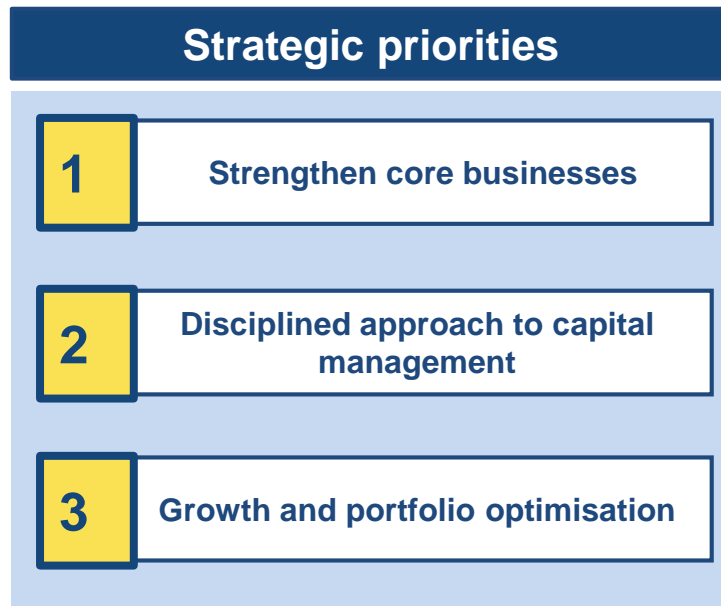 Strategic priorities
1
Strengthen core businesses
2
Disciplined approach to capital
management
3
Growth and portfolio optimisation